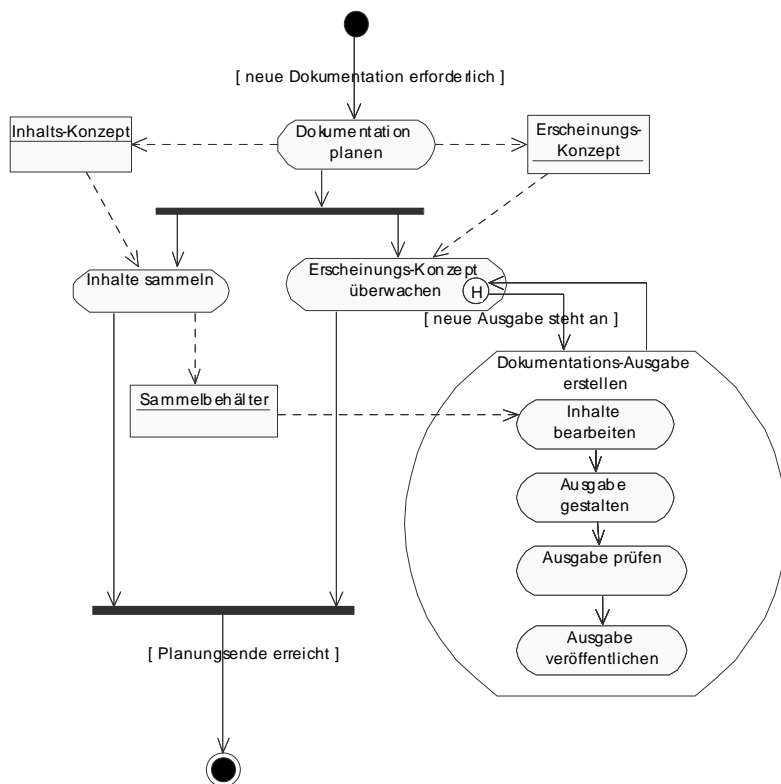 [ neue Dokumentation erforderlich ]
Inhalts-Konzept
Dokumentation
planen
Erscheinungs-
Konzept
Inhalte sammeln
Erscheinungs-Konzept
überwachen
H
[ neue Ausgabe steht an ]
Dokumentations-Ausgabe
erstellen
Sammelbehälter
Inhalte
bearbeiten
Ausgabe
gestalten
Ausgabe prüfen
Ausgabe
veröffentlichen
[ Planungsende erreicht ]